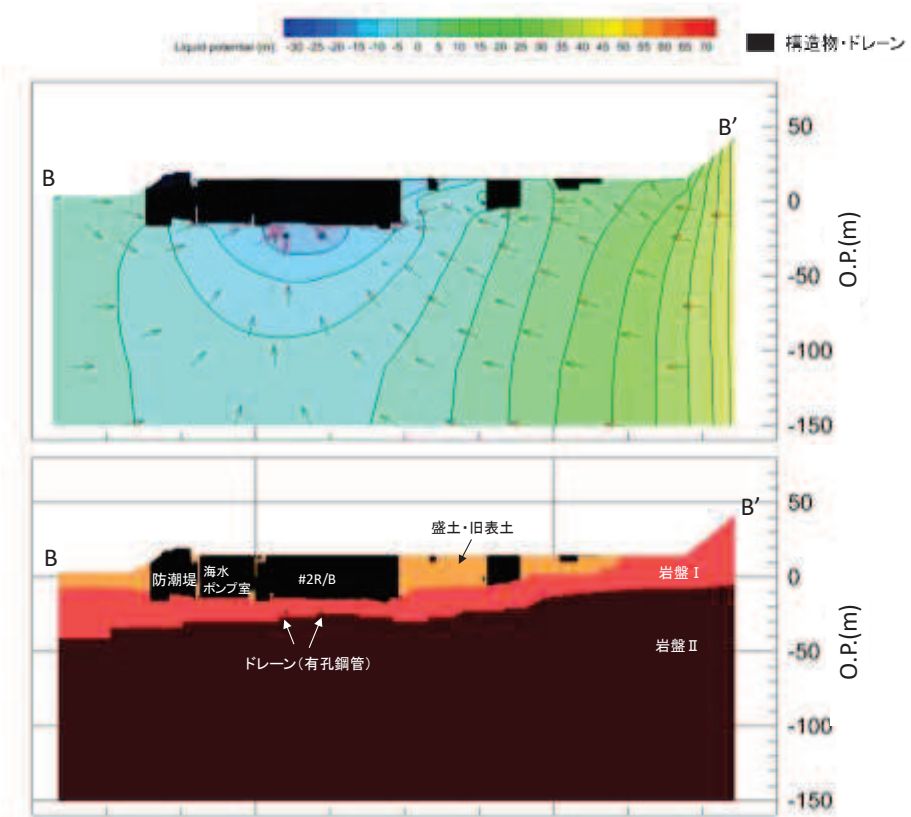 Liquid potential (m) -30 -25 -20 -15 -10 -5 0 5 10 15 20 25 30 35 40 45 50 55 60 65 70
構造物・ドレーン
B
B’
50
0
-50
-100
-150
O.P.(m)
B
B’
盛土・旧表土
防潮堤
海水
ポンプ室
#2R/B
岩盤Ⅰ
ドレーン(有孔鋼管)
岩盤Ⅱ
50
0
-50
-100
-150
O.P.(m)